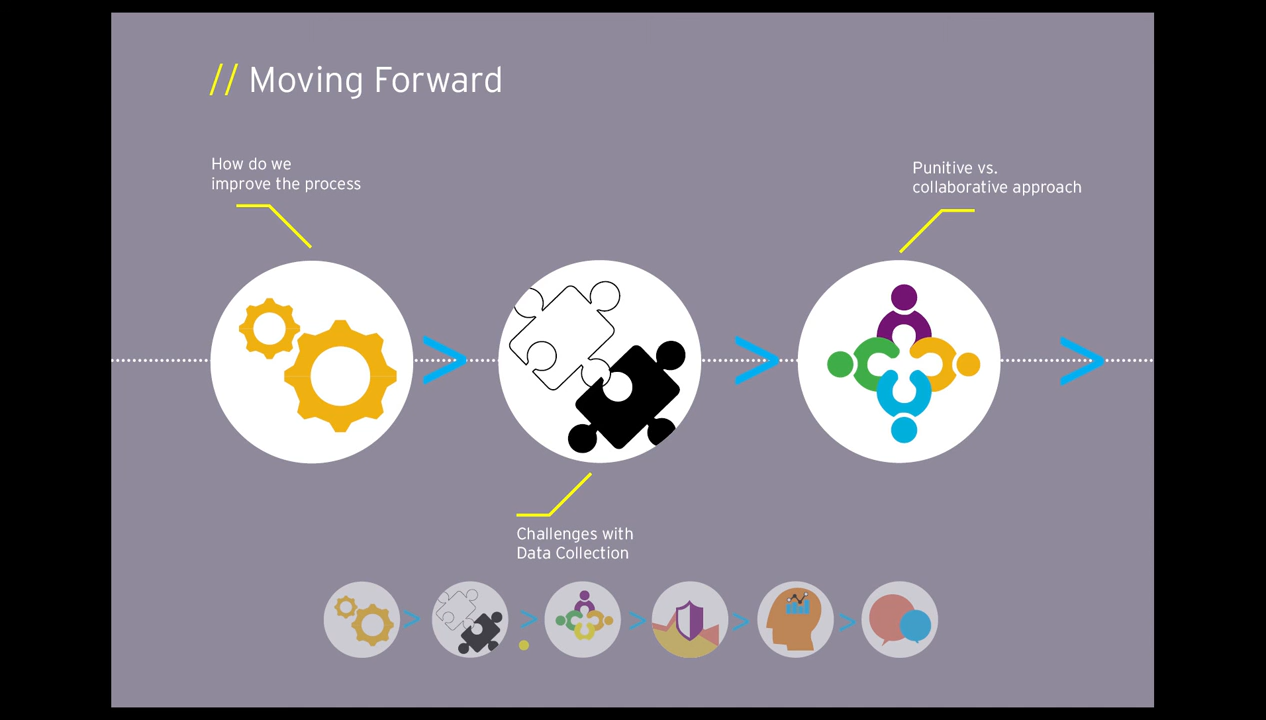 // Moving Forward
How do we
improve the process
Punitive vs.
collaborative approach
Challenges with
Data Collection